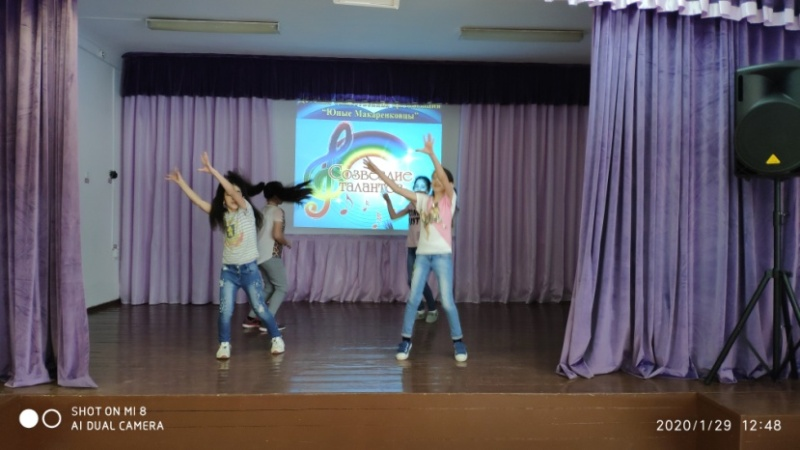 "Юные Макаренковцы"
Созвездие
талантов
SHOT ON MI 8
AI DUAL CAMERA
2020/1/29 12:48